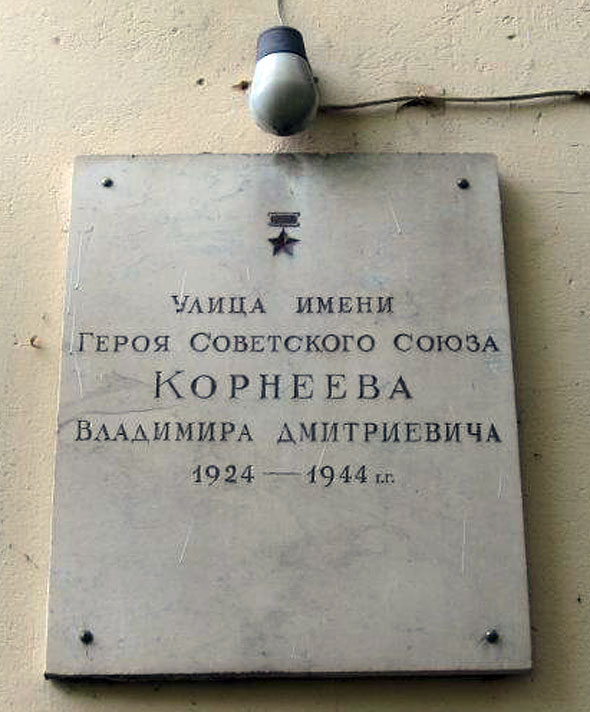 Улица имени
Героя Советского Союза
Корнеева
Владимира Дмитриевича
1924 — 1944 г.г.